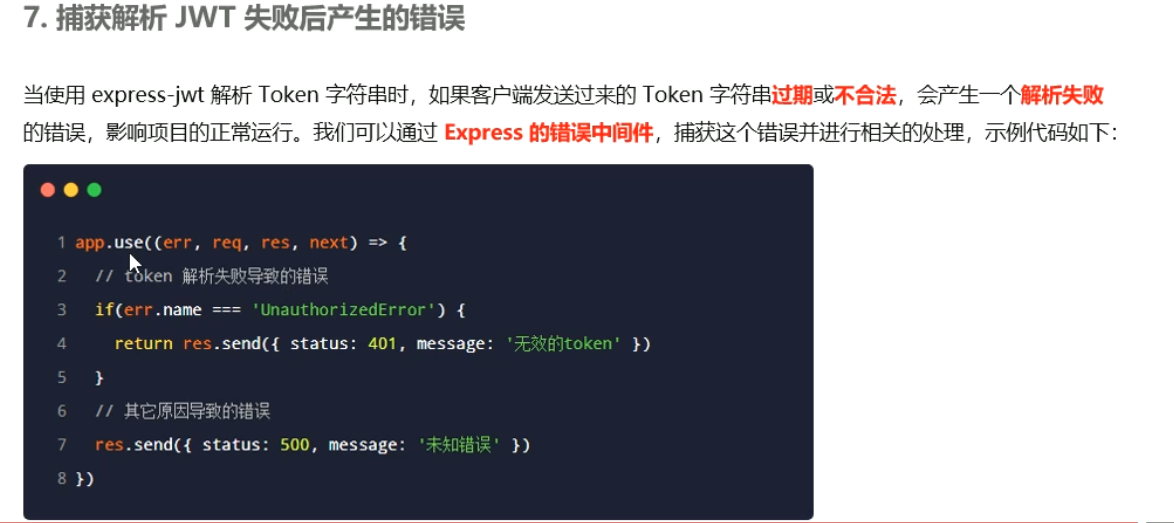 7. 捕获解析 JWT 失败后产生的错误
当使用 express-jwt 解析 Token 字符串时，如果客户端发送过来的 Token 字符串过期或不合法，会产生一个解析失败
的错误，影响项目的正常运行。我们可以通过 Express 的错误中间件，捕获这个错误并进行相关的处理，示例代码如下：
1 app.use((err, req, res, next) => {
2   // token 解析失败导致的错误
3   if(err.name === 'UnauthorizedError') {
4     return res.send({ status: 401, message: '无效的token' })
5   }
6   // 其它原因导致的错误
7   res.send({ status: 500, message: '未知错误' })
8 })